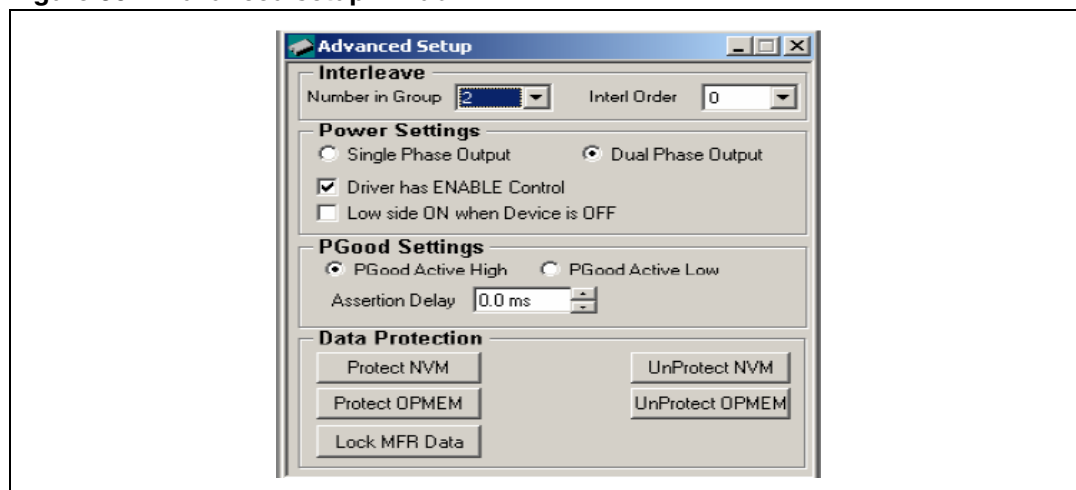 Advanced Setup
Interleave
Number in Group 2 Interl Order 0
Power Settings
Single Phase Output Dual Phase Output
Driver has ENABLE Control
Low side ON when Device is OFF
PGood Settings
PGood Active High PGood Active Low
Assertion Delay 0.0 ms
Data Protection
Protect NVM UnProtect NVM
Protect OPMEM UnProtect OPMEM
Lock MFR Data